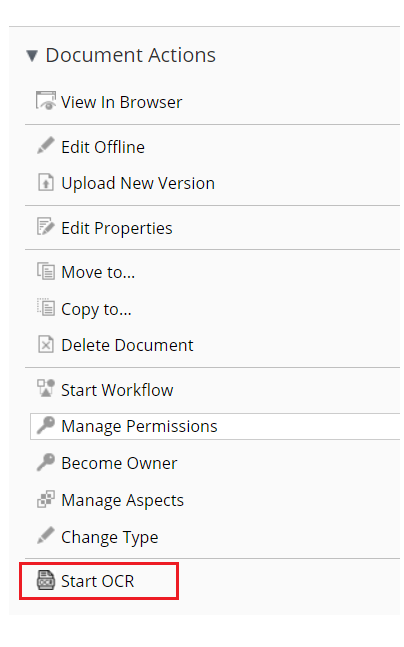 Document Actions
View In Browser
Edit Offline
Upload New Version
Edit Properties
Move to...
Copy to...
Delete Document
Start Workflow
Manage Permissions
Become Owner
Manage Aspects
Change Type
Start OCR